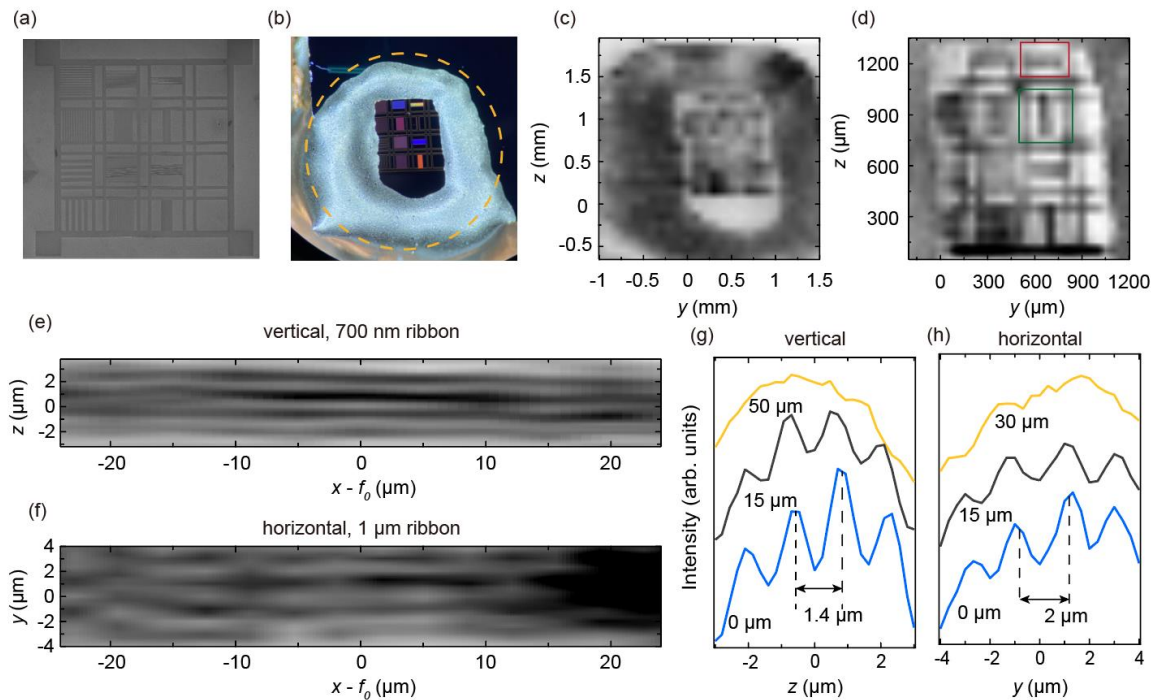 (a)
(b)
(c)
(d)
z (mm)
1.5
1
0.5
0
-0.5
-1
0
0.5
1
1.5
y (mm)
z (µm)
1200
900
600
300
0
300
600
900
1200
y (µm)
(e)
vertical, 700 nm ribbon
z (µm)
2
0
-2
-20
-10
0
10
20
x - f0 (µm)
(f)
horizontal, 1 µm ribbon
y (µm)
4
2
0
-2
-4
-20
-10
0
10
20
x - f0 (µm)
(g)
vertical
Intensity (arb. units)
50 µm
15 µm
0 µm
1.4 µm
-2
0
2
z (µm)
(h)
horizontal
30 µm
15 µm
0 µm
2 µm
-4
-2
0
2
4
y (µm)